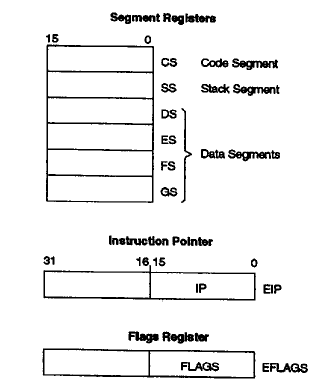 Segment Registers
15 0
CS Code Segment
SS Stack Segment
DS
ES
Data Segments
FS
GS
Instruction Pointer
31 16 15 0
IP EIP
Flags Register
FLAGS EFLAGS